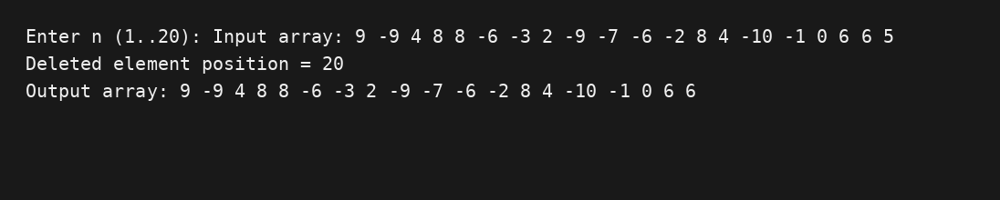 Enter n (1..20): Input array: 9 -9 4 8 8 -6 -3 2 -9 -7 -6 -2 8 4 -10 -1 0 6 6 5
Deleted element position = 20
Output array: 9 -9 4 8 8 -6 -3 2 -9 -7 -6 -2 8 4 -10 -1 0 6 6